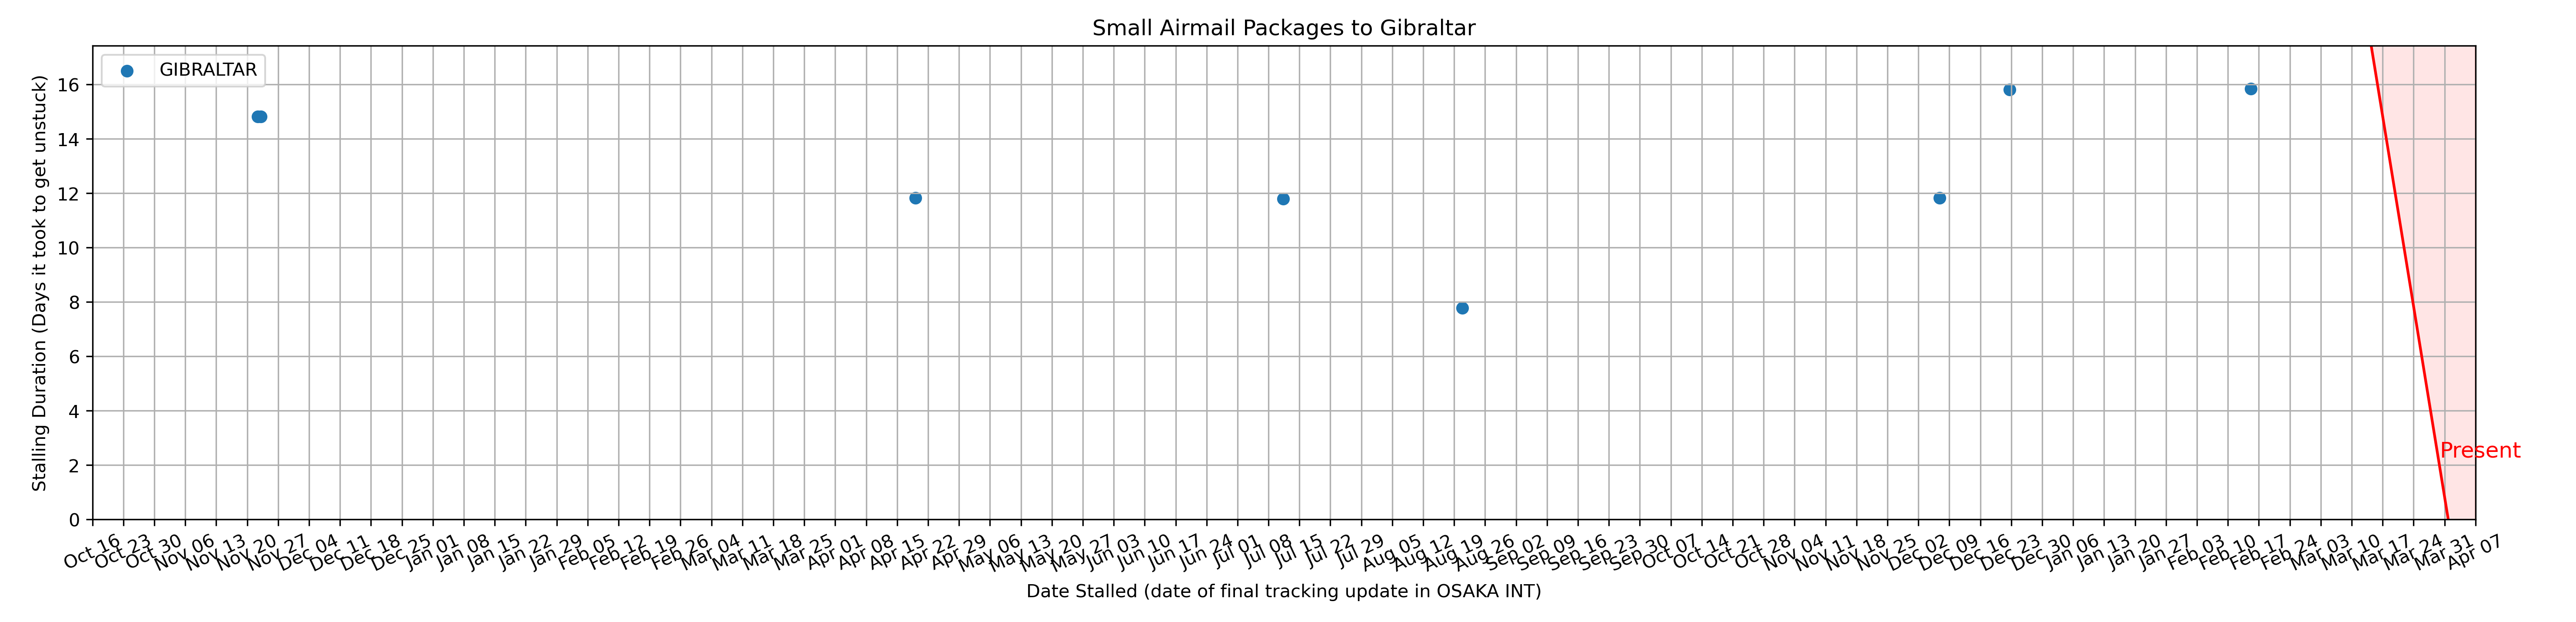 Small Airmail Packages to Gibraltar
GIBRALTAR
Stalling Duration (Days it took to get unstuck)
16
14
12
10
8
6
4
2
0
Present
Oct 16 Oct 23 Oct 30 Nov 06 Nov 13 Nov 20 Nov 27 Dec 04 Dec 11 Dec 18 Dec 25 Jan 01 Jan 08 Jan 15 Jan 22 Jan 29 Feb 05 Feb 12 Feb 19 Feb 26 Mar 04 Mar 11 Mar 18 Mar 25 Apr 01 Apr 08 Apr 15 Apr 22 Apr 29 May 06 May 13 May 20 May 27 Jun 03 Jun 10 Jun 17 Jun 24 Jul 01 Jul 08 Jul 15 Jul 22 Jul 29 Aug 05 Aug 12 Aug 19 Aug 26 Sep 02 Sep 09 Sep 16 Sep 23 Sep 30 Oct 07 Oct 14 Oct 21 Oct 28 Nov 04 Nov 11 Nov 18 Nov 25 Dec 02 Dec 09 Dec 16 Dec 23 Dec 30 Jan 06 Jan 13 Jan 20 Jan 27 Feb 03 Feb 10 Feb 17 Feb 24 Mar 03 Mar 10 Mar 17 Mar 24 Mar 31 Apr 07
Date Stalled (date of final tracking update in OSAKA INT)